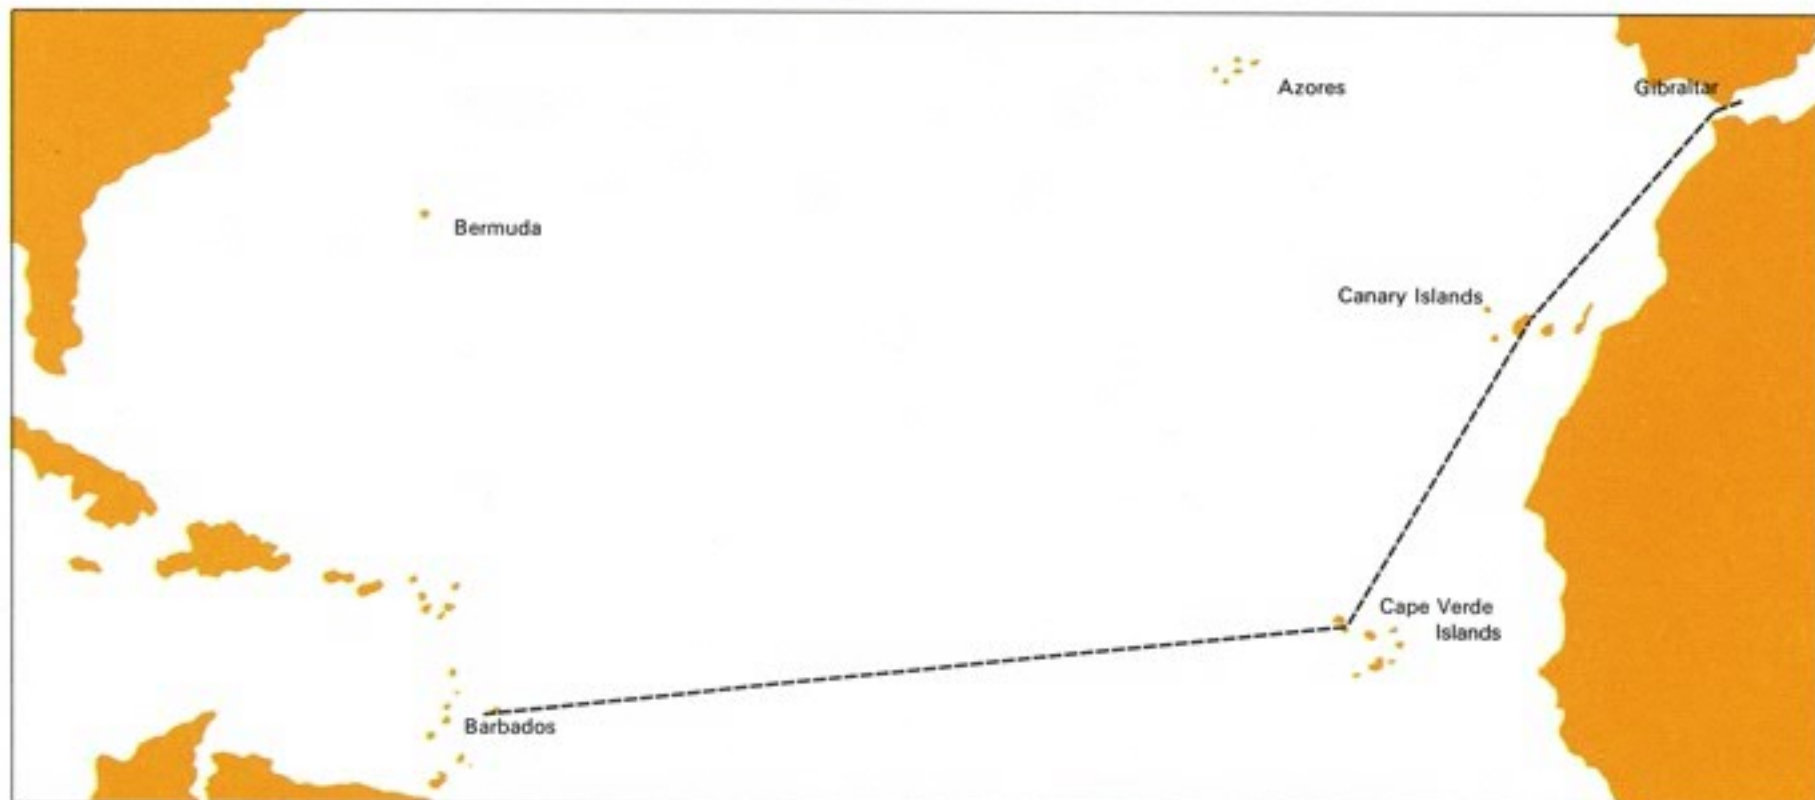 Azores
Gibraltar
Bermuda
Canary Islands
Cape Verde
Islands
Barbados